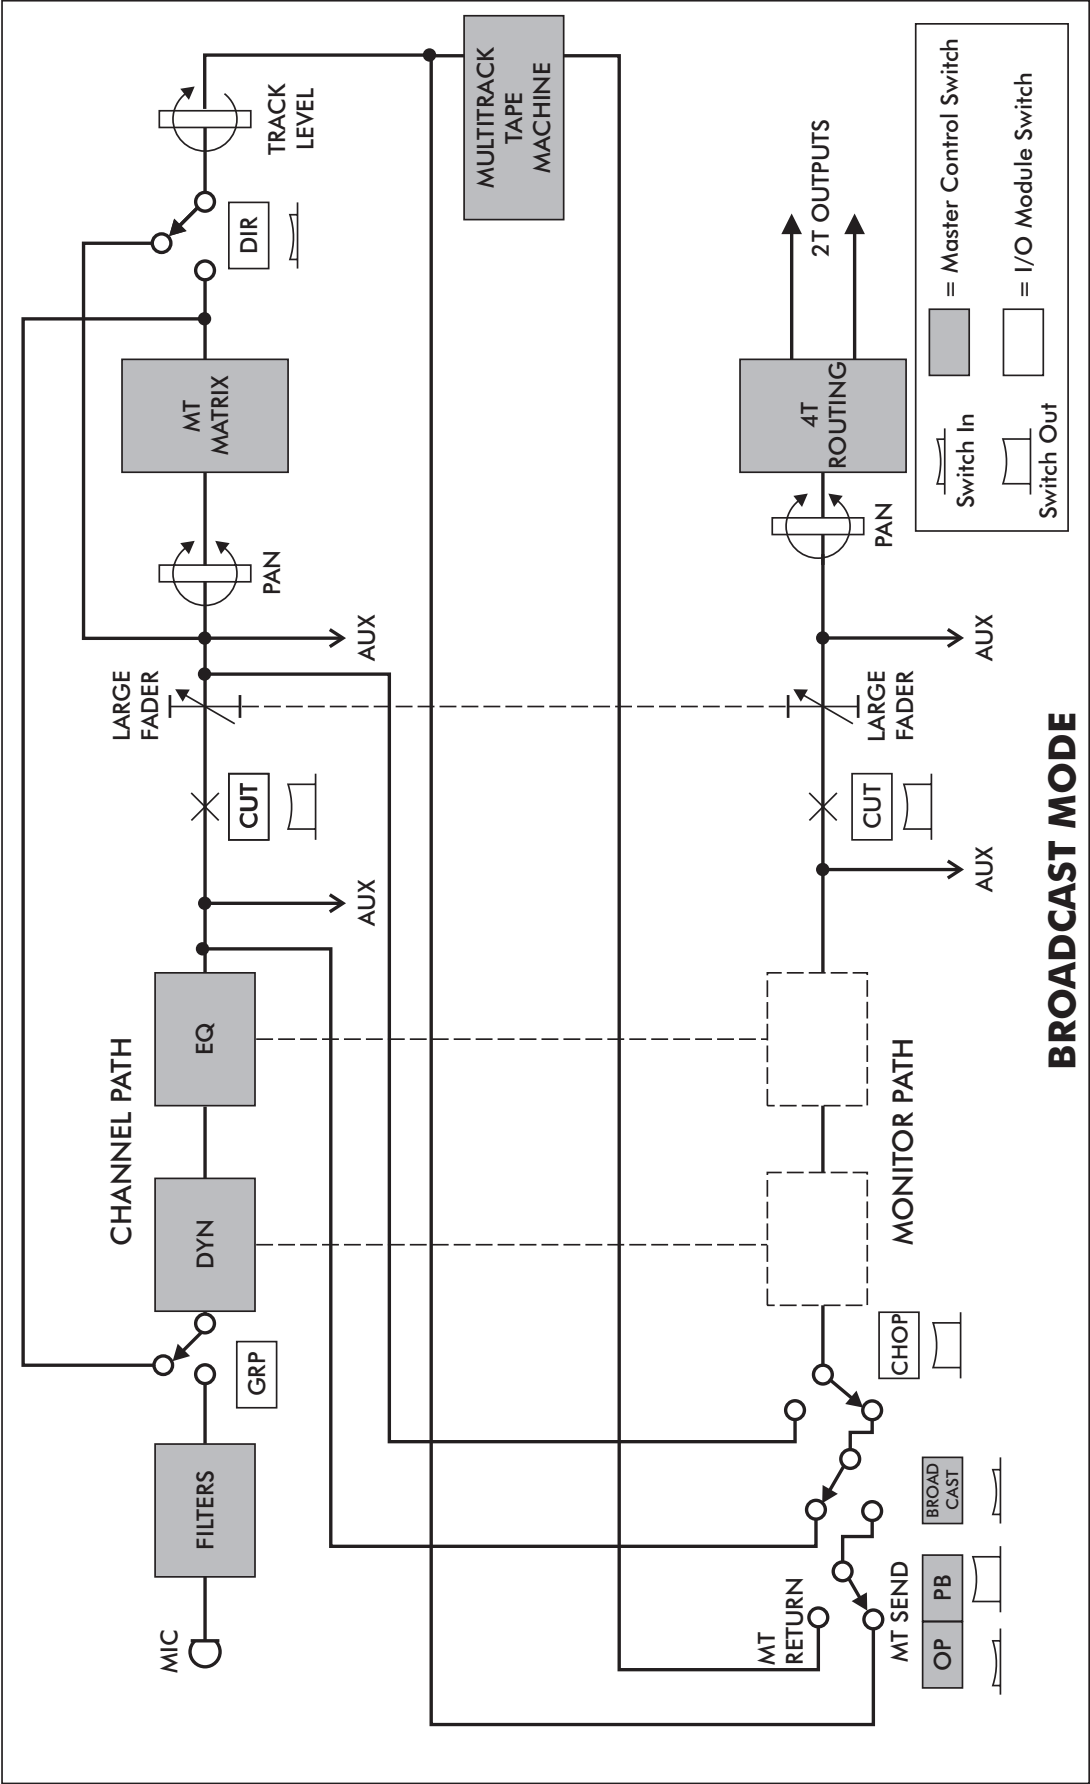 CHANNEL PATH
MIC
FILTERS
GRP
DYN
EQ
AUX
CUT
LARGE
FADER
AUX
PAN
MT
MATRIX
DIR
TRACK
LEVEL
MULTITRACK
TAPE
MACHINE
MT
RETURN
MT SEND
OP
PB
BROAD
CAST
CHOP
MONITOR PATH
AUX
CUT
LARGE
FADER
AUX
PAN
4T
ROUTING
2T OUTPUTS
Switch In
= Master Control Switch
Switch Out
= I/O Module Switch
BROADCAST MODE